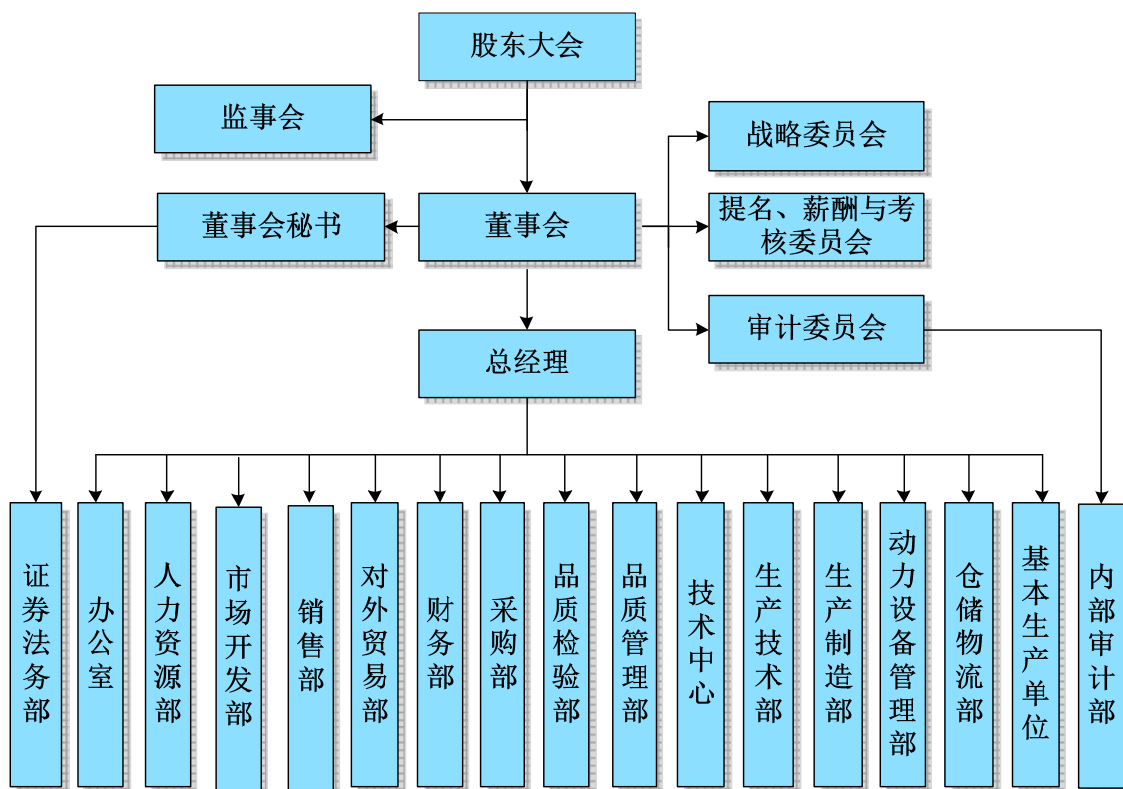 股东大会
监事会
战略委员会
董事会秘书
董事会
提名、薪酬与考
核委员会
总经理
审计委员会
证券法务部
办公室
人力资源部
市场开发部
销售部
对外贸易部
财务部
采购部
品质检验部
品质管理部
技术中心
生产技术部
生产制造部
动力设备管理部
仓储物流部
基本生产单位
内部审计部